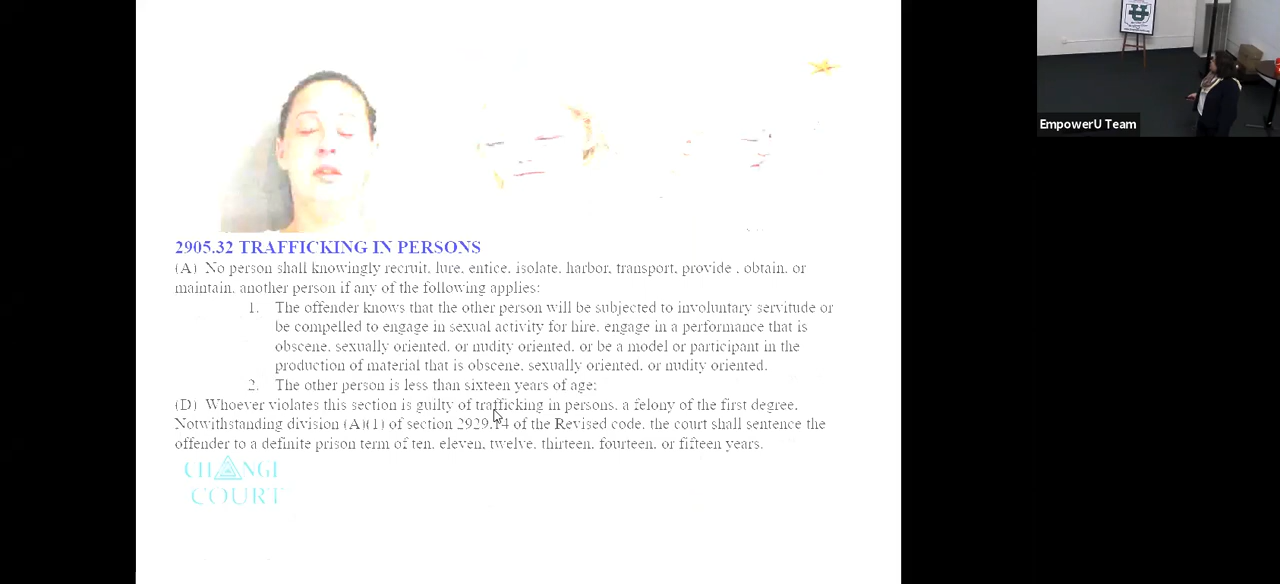 EmpowerU Team
2905.32 TRAFFICKING IN PERSONS
(A) No person shall knowingly recruit, lure, entice, isolate, harbor, transport, provide , obtain, or
maintain, another person if any of the following applies:
1. The offender knows that the other person will be subjected to involuntary servitude or
be compelled to engage in sexual activity for hire, engage in a performance that is
obscene, sexually oriented, or nudity oriented, or be a model or participant in the
production of material that is obscene, sexually oriented, or nudity oriented.
2. The other person is less than sixteen years of age;
(D) Whoever violates this section is guilty of trafficking in persons, a felony of the first degree.
Notwithstanding division (A)(1) of section 2929.14 of the Revised code, the court shall sentence the
offender to a definite prison term of ten, eleven, twelve, thirteen, fourteen, or fifteen years.
COURT